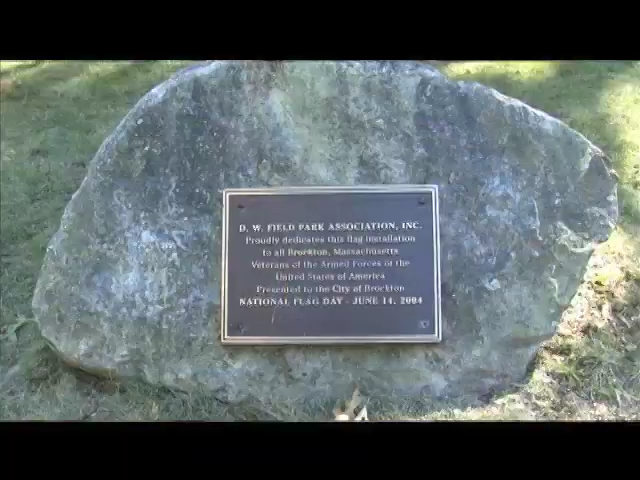 D. W. FIELD PARK ASSOCIATION, INC.
Proudly dedicates this flag installation
to all Brockton, Massachusetts
Veterans of the Armed Forces of the
United States of America
Presented to the City of Brockton
NATIONAL FLAG DAY - JUNE 14, 2004